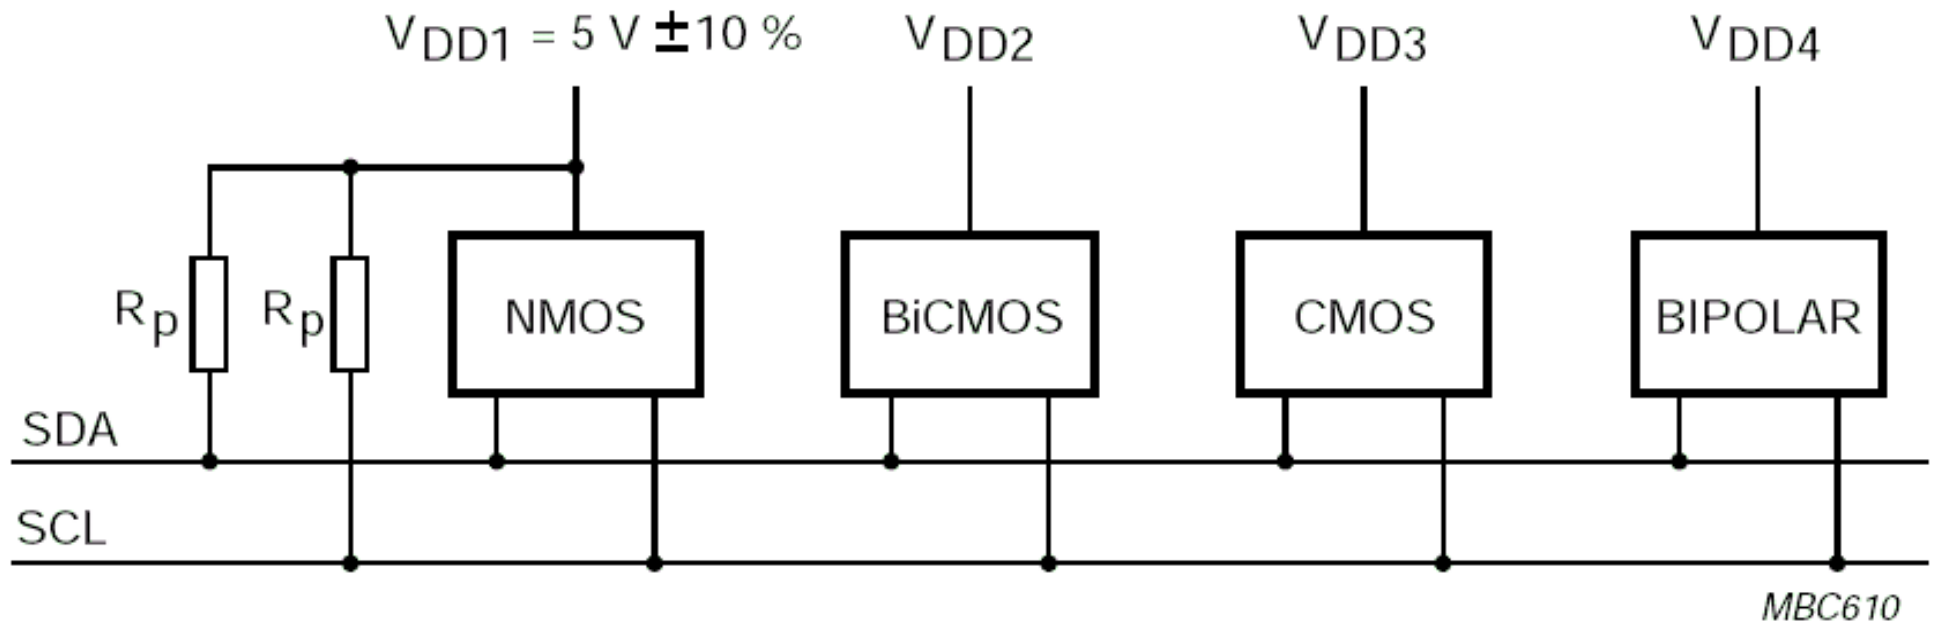 VDD1 = 5 V ±10 %
VDD2
VDD3
VDD4
Rp
Rp
NMOS
BiCMOS
CMOS
BIPOLAR
SDA
SCL
MBC610